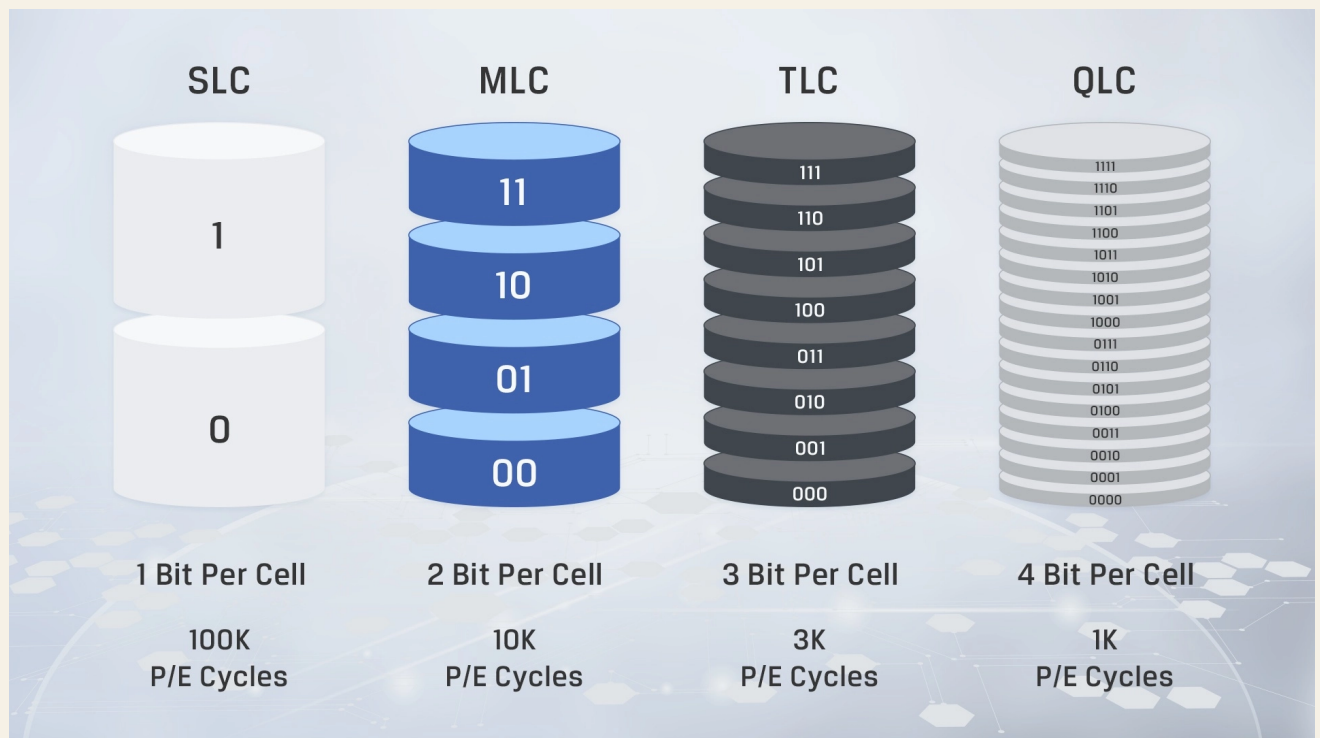 SLC
1
0
1 Bit Per Cell
100K
P/E Cycles
MLC
11
10
01
00
2 Bit Per Cell
10K
P/E Cycles
TLC
111
110
101
100
011
010
001
000
3 Bit Per Cell
3K
P/E Cycles
QLC
1111
1110
1101
1100
1011
1010
1001
1000
0111
0110
0101
0100
0011
0010
0001
0000
4 Bit Per Cell
1K
P/E Cycles